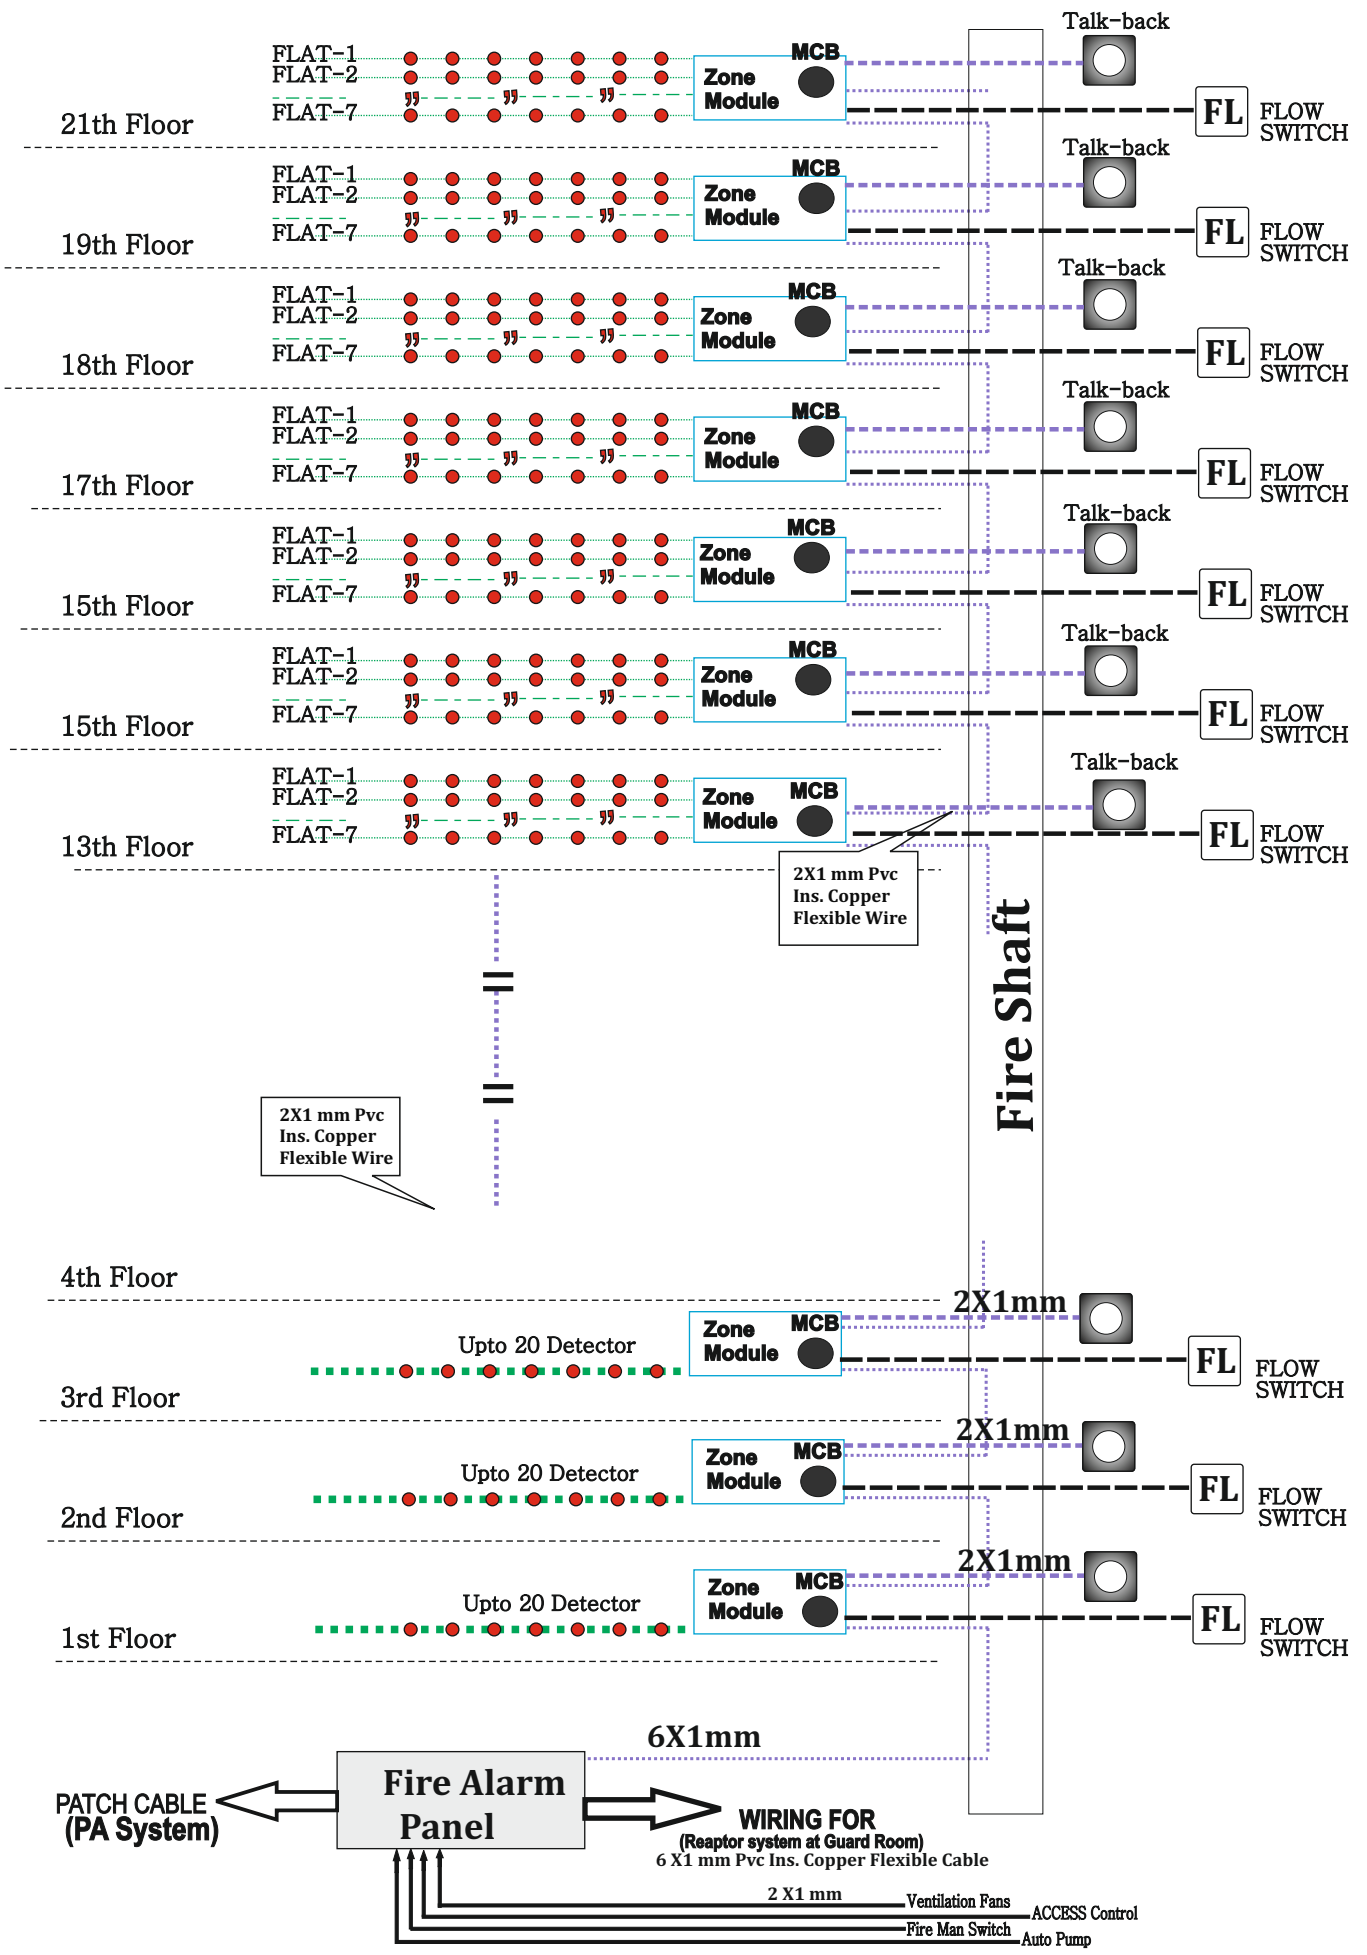 Talk-back
FLAT-1
FLAT-2
" " "
FLAT-7
MCB
Zone
Module
FL
FLOW
SWITCH
21th Floor
Talk-back
FLAT-1
FLAT-2
" " "
FLAT-7
MCB
Zone
Module
FL
FLOW
SWITCH
19th Floor
Talk-back
FLAT-1
FLAT-2
" " "
FLAT-7
MCB
Zone
Module
FL
FLOW
SWITCH
18th Floor
Talk-back
FLAT-1
FLAT-2
" " "
FLAT-7
MCB
Zone
Module
FL
FLOW
SWITCH
17th Floor
Talk-back
FLAT-1
FLAT-2
" " "
FLAT-7
MCB
Zone
Module
FL
FLOW
SWITCH
15th Floor
Talk-back
FLAT-1
FLAT-2
" " "
FLAT-7
MCB
Zone
Module
FL
FLOW
SWITCH
15th Floor
Talk-back
FLAT-1
FLAT-2
" " "
FLAT-7
MCB
Zone
Module
FL
FLOW
SWITCH
13th Floor
2X1 mm Pvc
Ins. Copper
Flexible Wire
Fire Shaft
2X1 mm Pvc
Ins. Copper
Flexible Wire
4th Floor
2X1mm
Upto 20 Detector
MCB
Zone
Module
FL
FLOW
SWITCH
3rd Floor
2X1mm
Upto 20 Detector
MCB
Zone
Module
FL
FLOW
SWITCH
2nd Floor
2X1mm
Upto 20 Detector
MCB
Zone
Module
FL
FLOW
SWITCH
1st Floor
6X1mm
Fire Alarm
Panel
PATCH CABLE
(PA System)
WIRING FOR
(Reaptor system at Guard Room)
6 X1 mm Pvc Ins. Copper Flexible Cable
2 X1 mm
Ventilation Fans
ACCESS Control
Fire Man Switch
Auto Pump